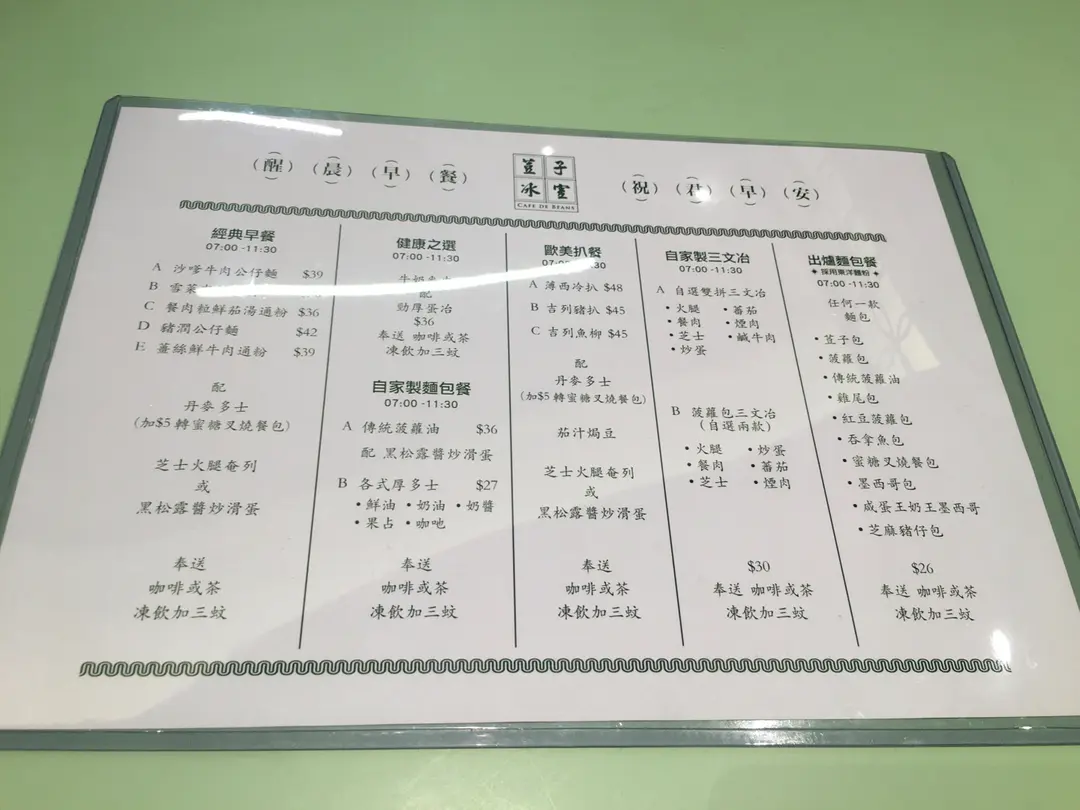 （醒）（晨）（早）（餐）
荳子
冰室
CAFE DE BEANS
（祝）（君）（早）（安）
經典早餐
07:00 -11:30
A 沙嗲牛肉公仔麵 $39
B 雪菜
C 餐肉粒鮮茄湯通粉 $36
D 豬潤公仔麵 $42
E 薑絲鮮牛肉通粉 $39
配
丹麥多士
(加$5 轉蜜糖叉燒餐包)
芝士火腿奄列
或
黑松露醬炒滑蛋
奉送
咖啡或茶
凍飲加三蚊
健康之選
07:00 -11:30
牛奶
配
勁厚蛋治
$36
奉送 咖啡或茶
凍飲加三蚊
自家製麵包餐
07:00 -11:30
A 傳統菠蘿油 $36
配 黑松露醬炒滑蛋
B 各式厚多士 $27
•鮮油 •奶油 •奶醬
•果占 •咖吔
奉送
咖啡或茶
凍飲加三蚊
歐美扒餐
07:00 -11:30
A 薄西冷扒 $48
B 吉列豬扒 $45
C 吉列魚柳 $45
配
丹麥多士
(加$5 轉蜜糖叉燒餐包)
茄汁焗豆
芝士火腿奄列
或
黑松露醬炒滑蛋
奉送
咖啡或茶
凍飲加三蚊
自家製三文冶
07:00 -11:30
A 自選雙拼三文冶
•火腿 •蕃茄
•餐肉 •煙肉
•芝士 •鹹牛肉
•炒蛋
B 菠蘿包三文冶
(自選兩款)
•火腿 •炒蛋
•餐肉 •蕃茄
•芝士 •煙肉
$30
奉送 咖啡或茶
凍飲加三蚊
出爐麵包餐
採用東洋麵粉
07:00 -11:30
任何一款
麵包
•荳子包
•菠蘿包
•傳統菠蘿油
•雞尾包
•紅豆菠蘿包
•吞拿魚包
•蜜糖叉燒餐包
•墨西哥包
•咸蛋王奶王墨西哥
•芝麻豬仔包
$26
奉送 咖啡或茶
凍飲加三蚊